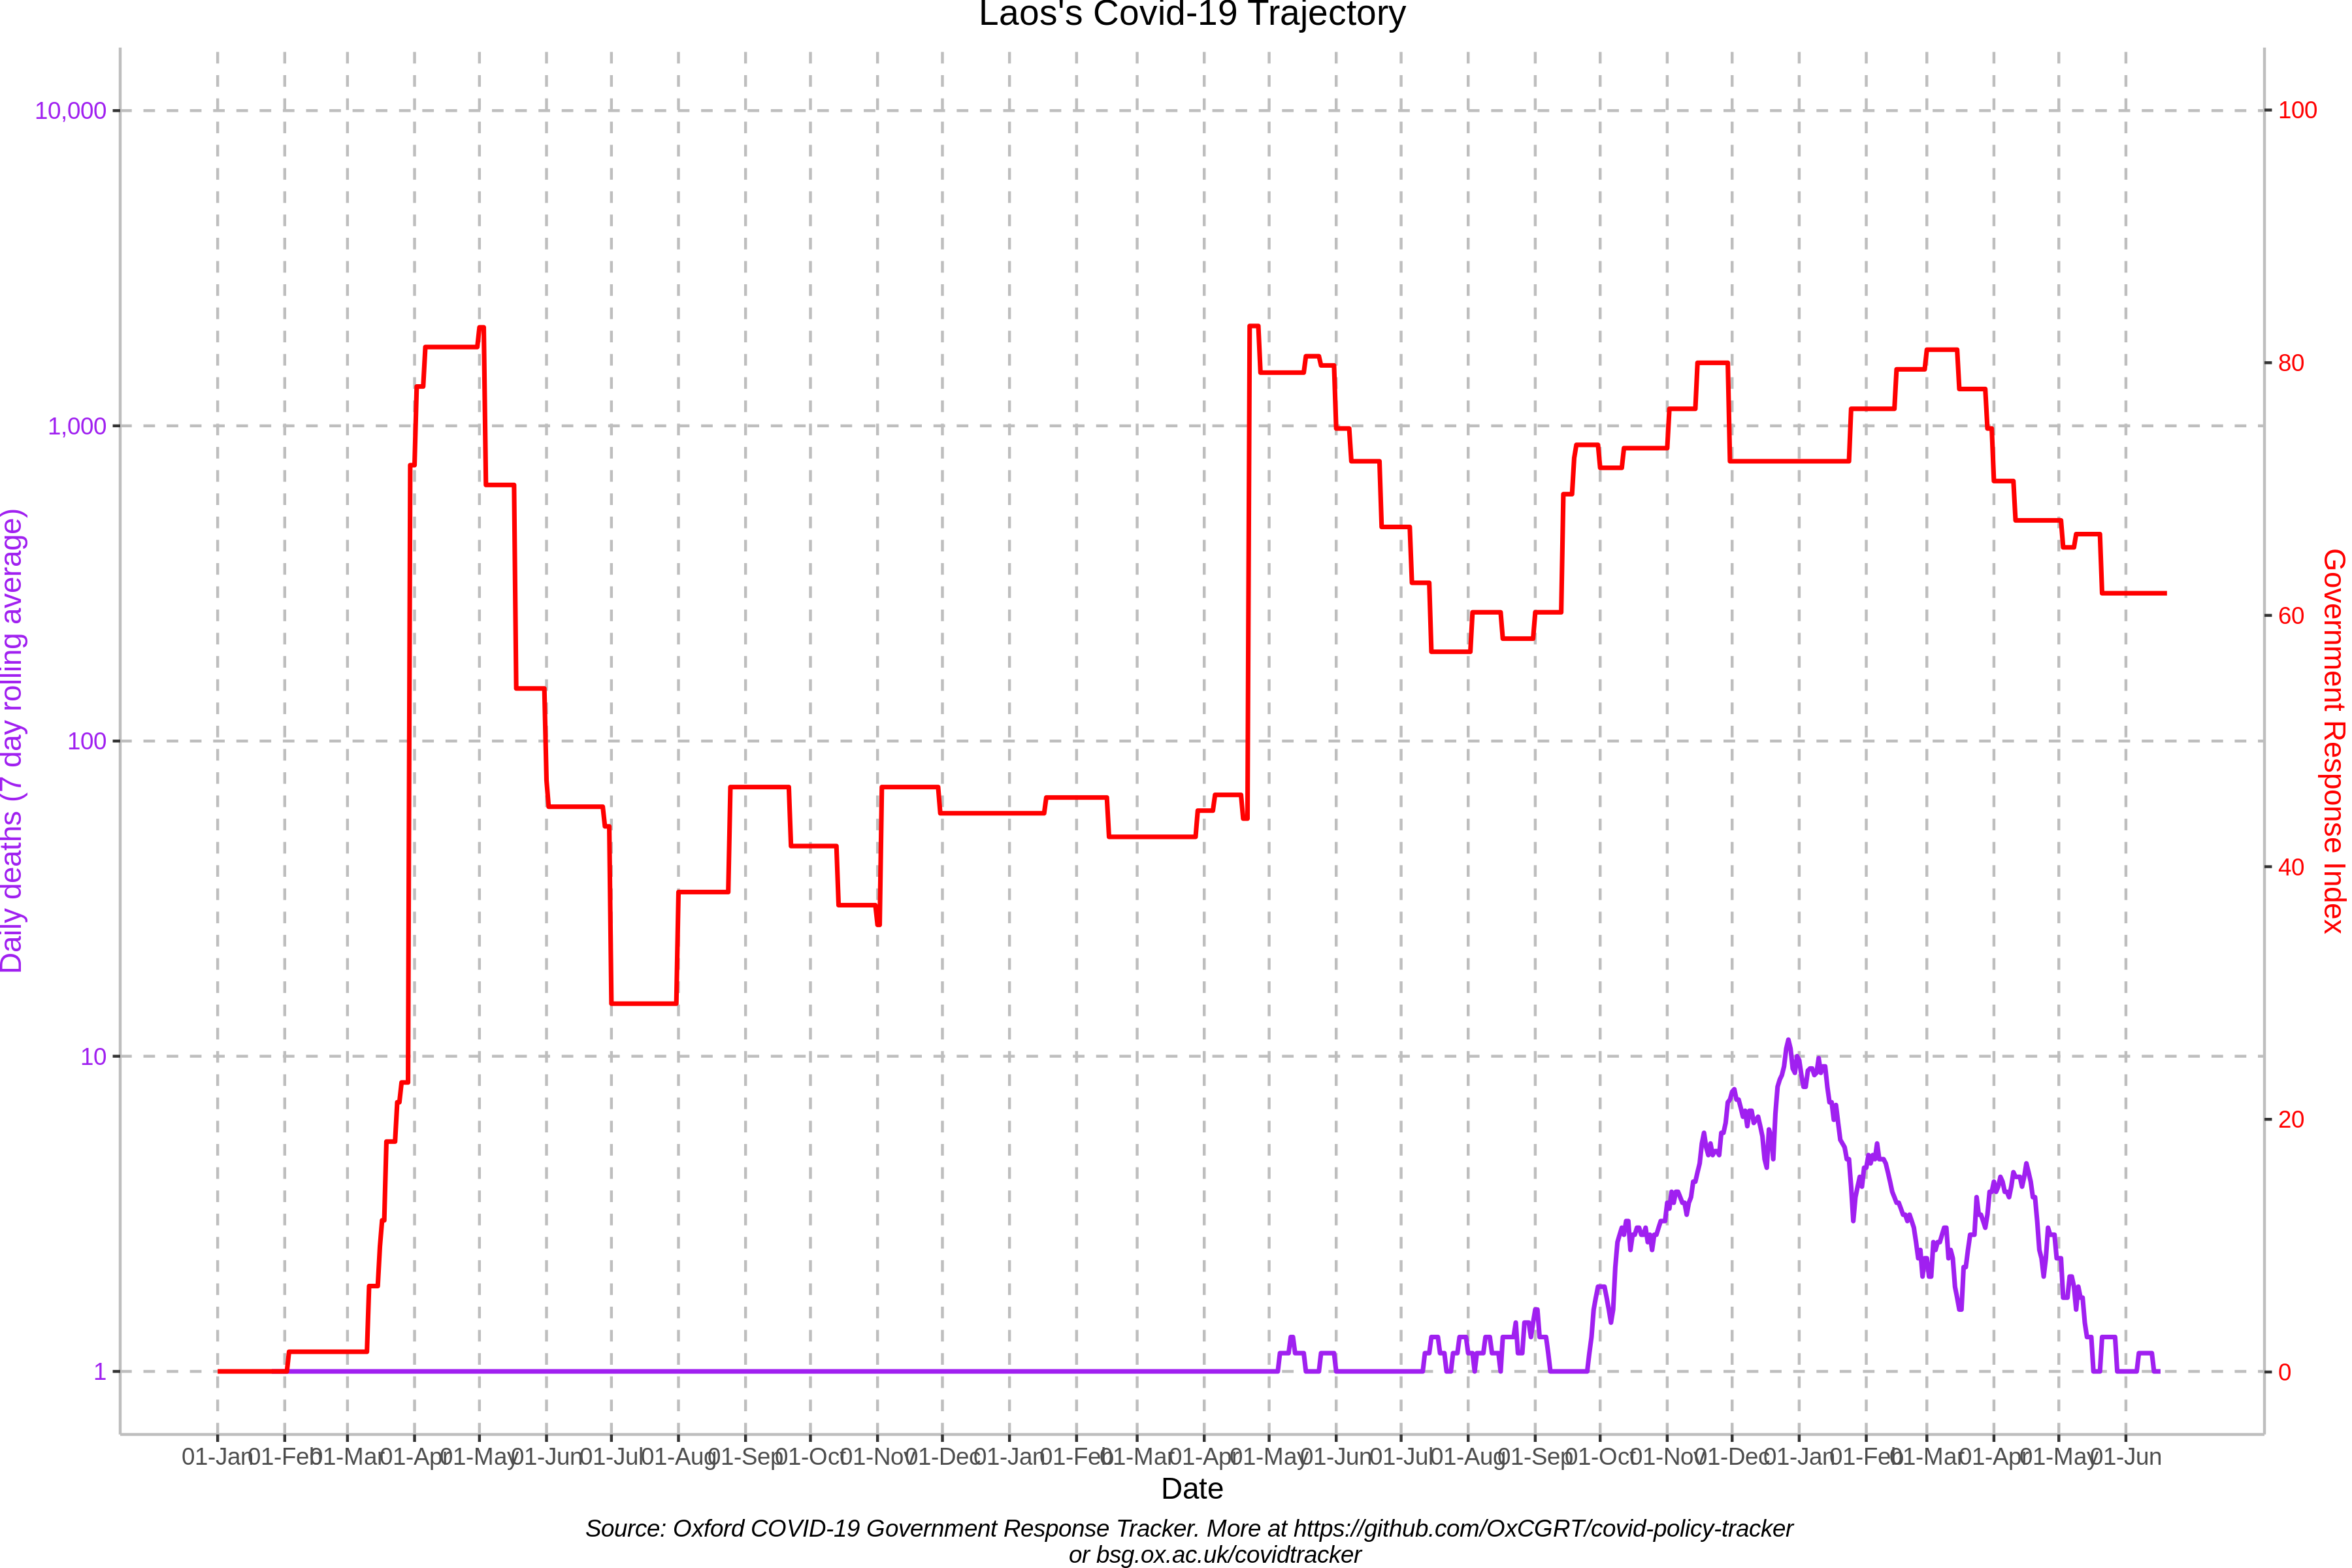 Laos's Covid-19 Trajectory
10,000
1,000
100
10
1
Daily deaths (7 day rolling average)
100
80
60
40
20
0
Government Response Index
01-Jan 01-Feb 01-Mar 01-Apr 01-May 01-Jun 01-Jul 01-Aug 01-Sep 01-Oct 01-Nov 01-Dec 01-Jan 01-Feb 01-Mar 01-Apr 01-May 01-Jun 01-Jul 01-Aug 01-Sep 01-Oct 01-Nov 01-Dec 01-Jan 01-Feb 01-Mar 01-Apr 01-May 01-Jun
Date
Source: Oxford COVID-19 Government Response Tracker. More at https://github.com/OxCGRT/covid-policy-tracker
or bsg.ox.ac.uk/covidtracker